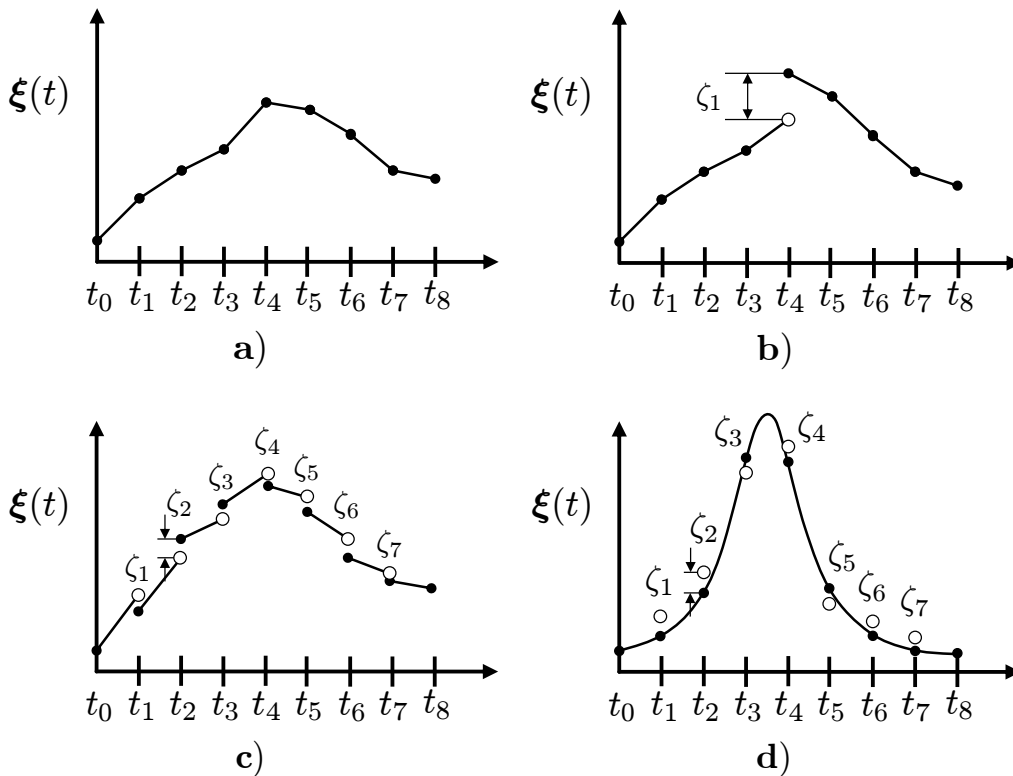 ξ(t)
t₀ t₁ t₂ t₃ t₄ t₅ t₆ t₇ t₈
a)
ξ(t)
ζ₁
t₀ t₁ t₂ t₃ t₄ t₅ t₆ t₇ t₈
b)
ξ(t)
ζ₁ ζ₂ ζ₃ ζ₄ ζ₅ ζ₆ ζ₇
t₀ t₁ t₂ t₃ t₄ t₅ t₆ t₇ t₈
c)
ξ(t)
ζ₁ ζ₂ ζ₃ ζ₄ ζ₅ ζ₆ ζ₇
t₀ t₁ t₂ t₃ t₄ t₅ t₆ t₇ t₈
d)